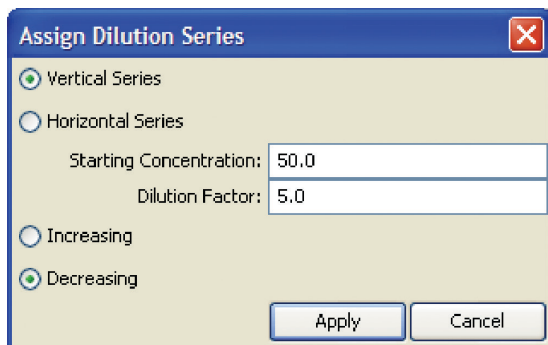 Assign Dilution Series
Vertical Series
Horizontal Series
Starting Concentration: 50.0
Dilution Factor: 5.0
Increasing
Decreasing
Apply Cancel